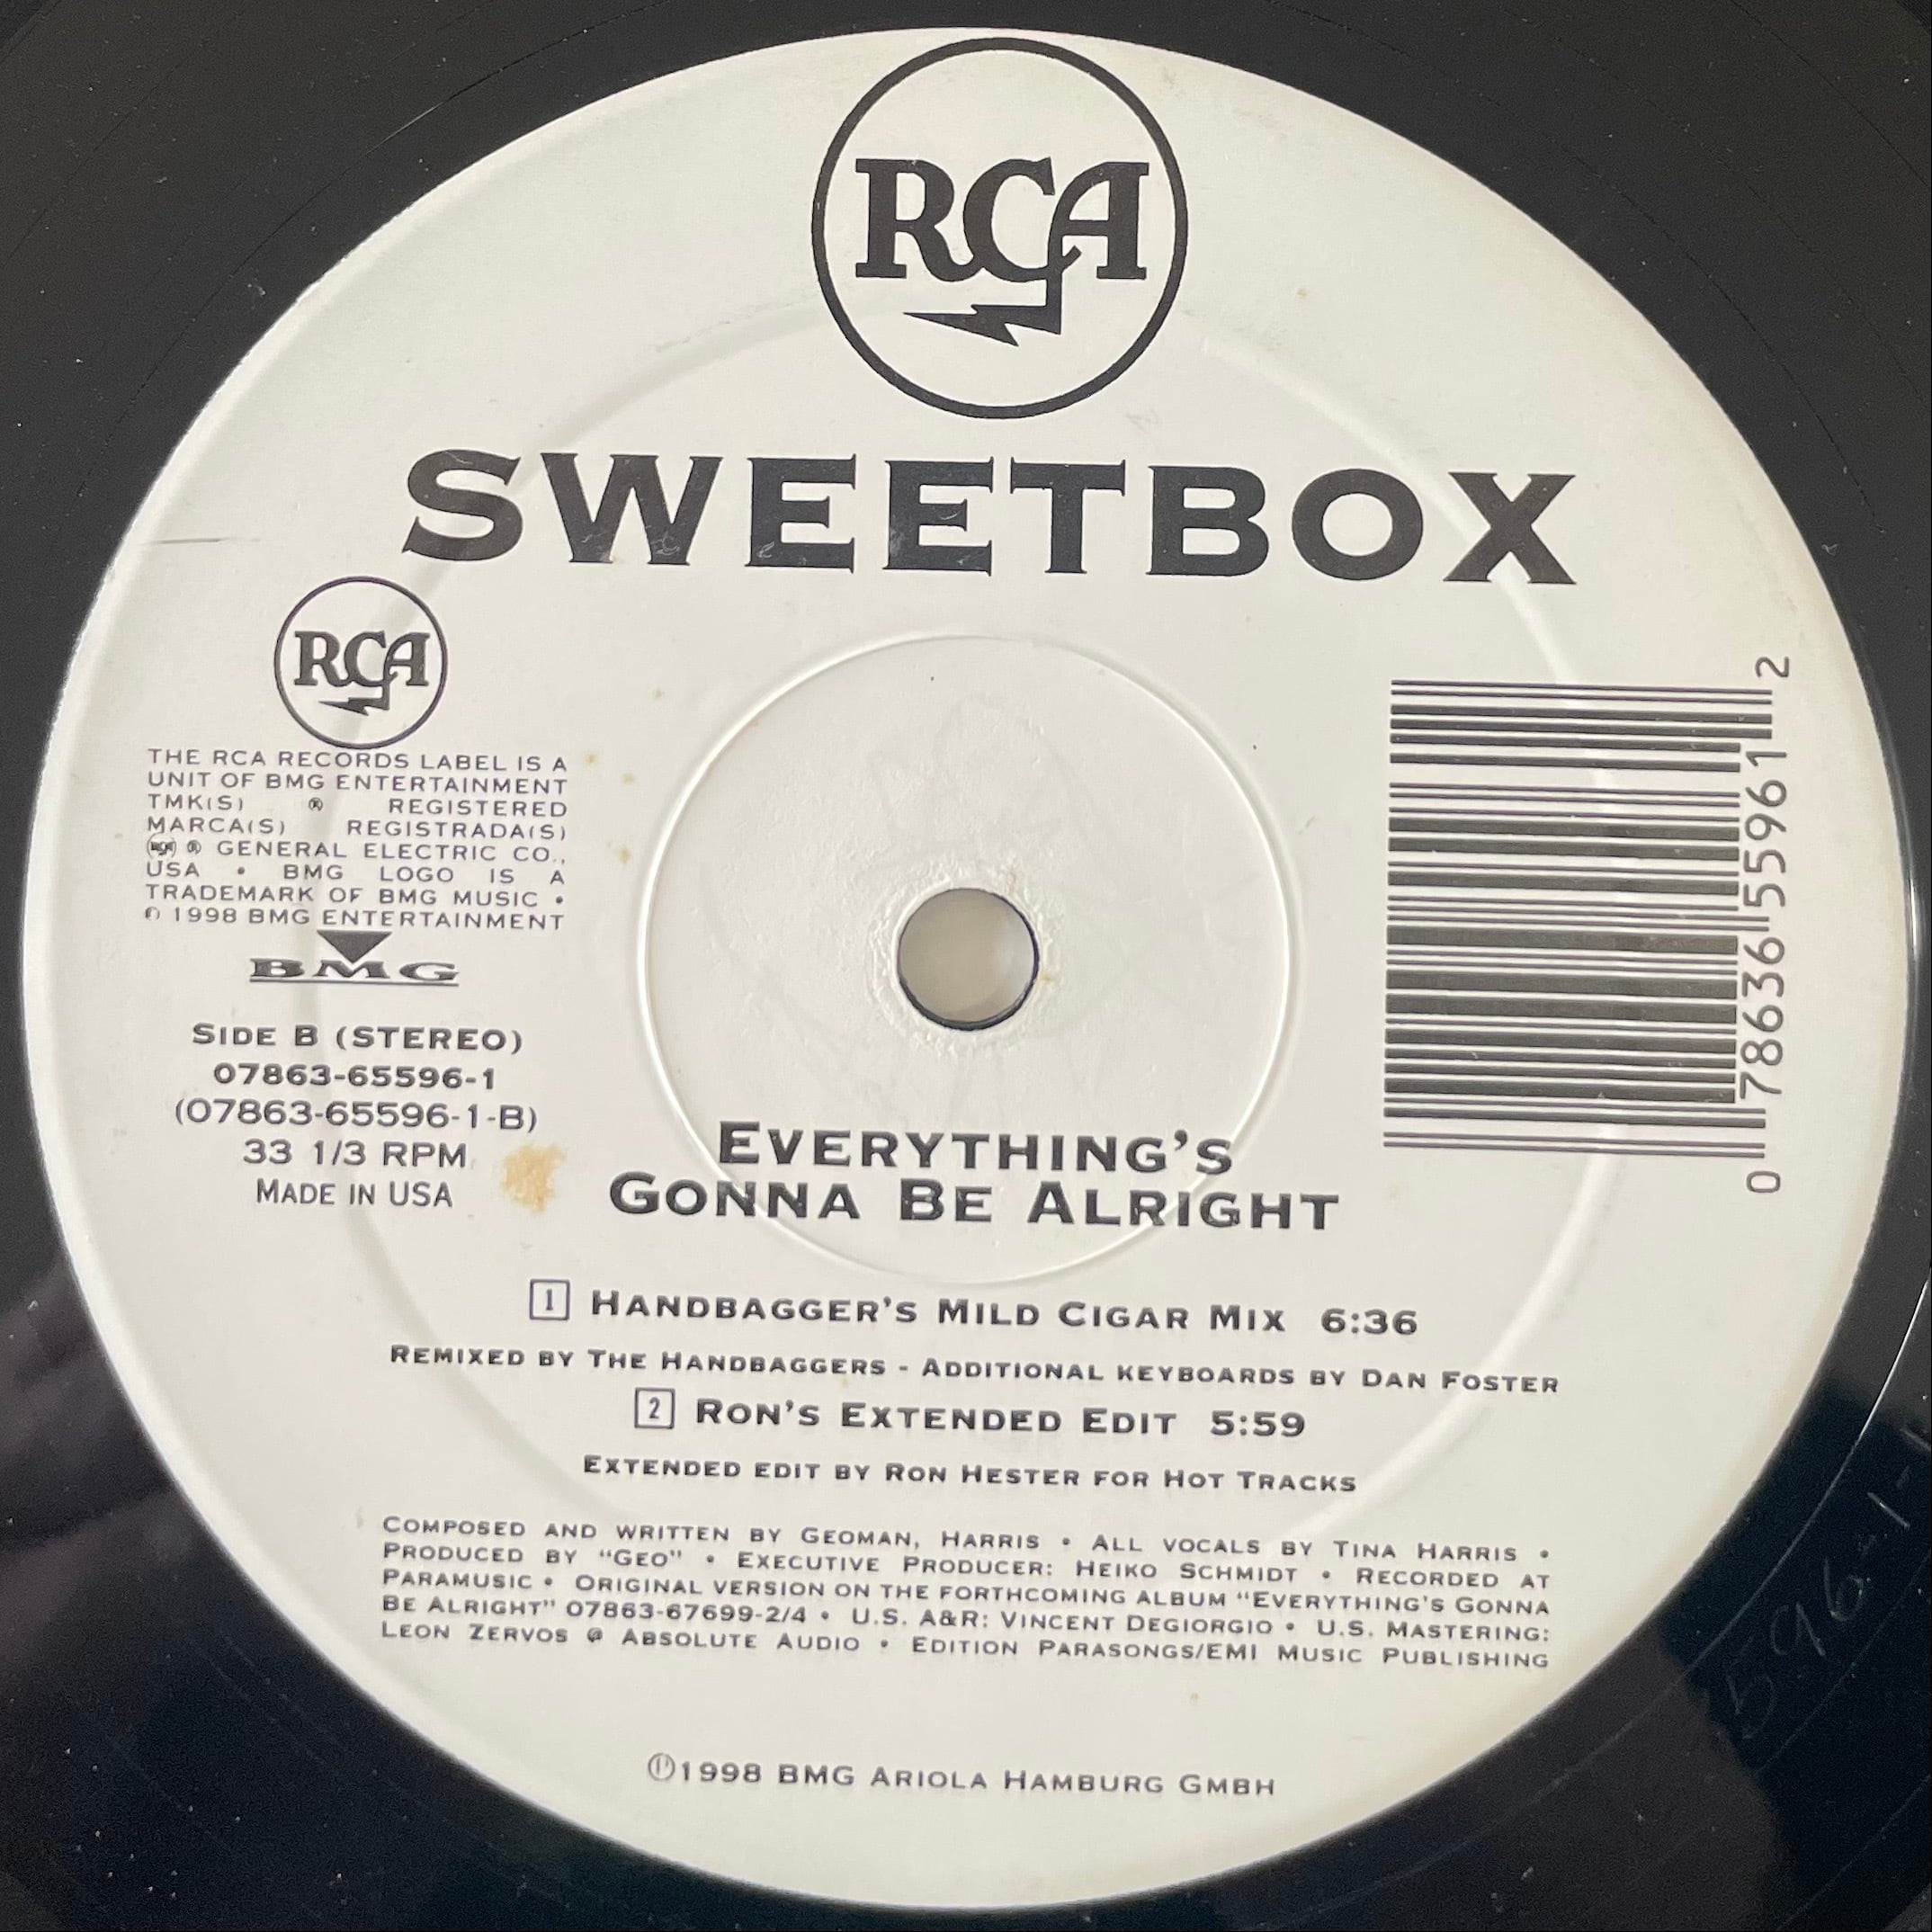 RCA
SWEETBOX
RCA
THE RCA RECORDS LABEL IS A
UNIT OF BMG ENTERTAINMENT
TMK(S) ® REGISTERED
MARCA(S) REGISTRADA(S)
RCA ® GENERAL ELECTRIC CO.,
USA • BMG LOGO IS A
TRADEMARK OF BMG MUSIC •
© 1998 BMG ENTERTAINMENT
BMG
SIDE B (STEREO)
07863-65596-1
(07863-65596-1-B)
33 1/3 RPM
MADE IN USA
0 78636 55961 2
EVERYTHING'S
GONNA BE ALRIGHT
1 HANDBAGGER'S MILD CIGAR MIX 6:36
REMIXED BY THE HANDBAGGERS - ADDITIONAL KEYBOARDS BY DAN FOSTER
2 RON'S EXTENDED EDIT 5:59
EXTENDED EDIT BY RON HESTER FOR HOT TRACKS
COMPOSED AND WRITTEN BY GEOMAN, HARRIS • ALL VOCALS BY TINA HARRIS •
PRODUCED BY "GEO" • EXECUTIVE PRODUCER: HEIKO SCHMIDT • RECORDED AT
PARAMUSIC • ORIGINAL VERSION ON THE FORTHCOMING ALBUM "EVERYTHING'S GONNA
BE ALRIGHT" 07863-67699-2/4 • U.S. A&R: VINCENT DEGIORGIO • U.S. MASTERING:
LEON ZERVOS @ ABSOLUTE AUDIO • EDITION PARASONGS/EMI MUSIC PUBLISHING
℗1998 BMG ARIOLA HAMBURG GMBH